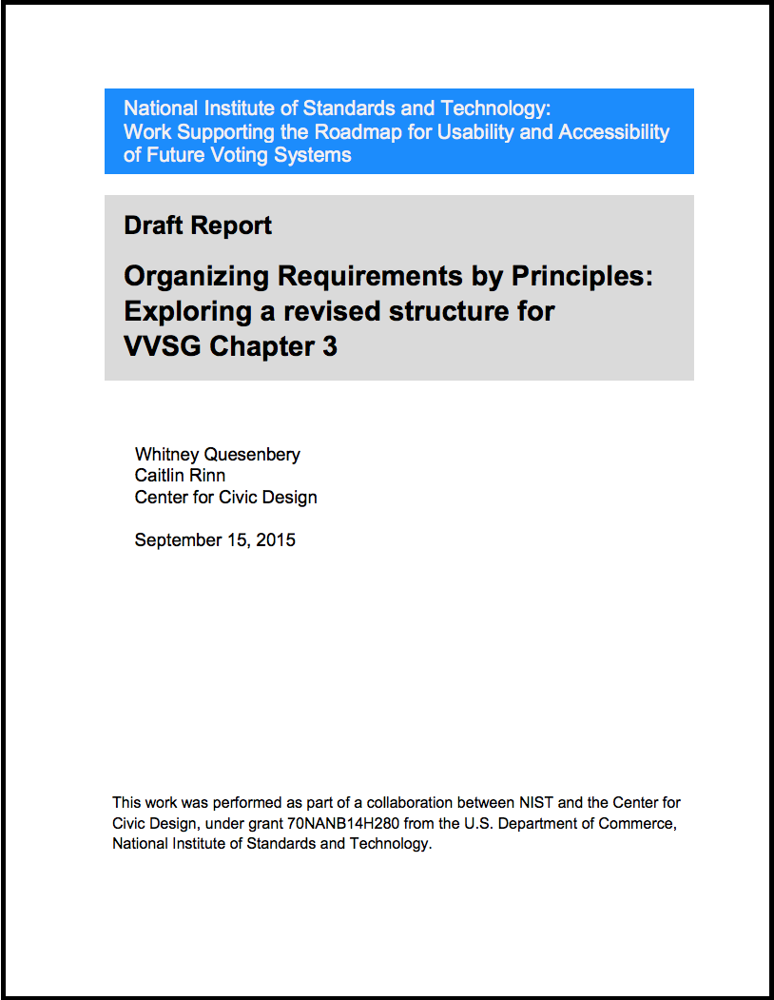 National Institute of Standards and Technology:
Work Supporting the Roadmap for Usability and Accessibility
of Future Voting Systems
Draft Report
Organizing Requirements by Principles:
Exploring a revised structure for
VVSG Chapter 3
Whitney Quesenbery
Caitlin Rinn
Center for Civic Design
September 15, 2015
This work was performed as part of a collaboration between NIST and the Center for
Civic Design, under grant 70NANB14H280 from the U.S. Department of Commerce,
National Institute of Standards and Technology.